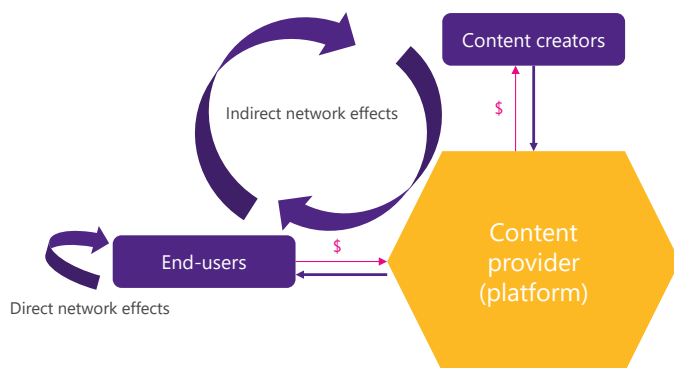 Content creators
$
Indirect network effects
Content
provider
(platform)
$
End-users
Direct network effects